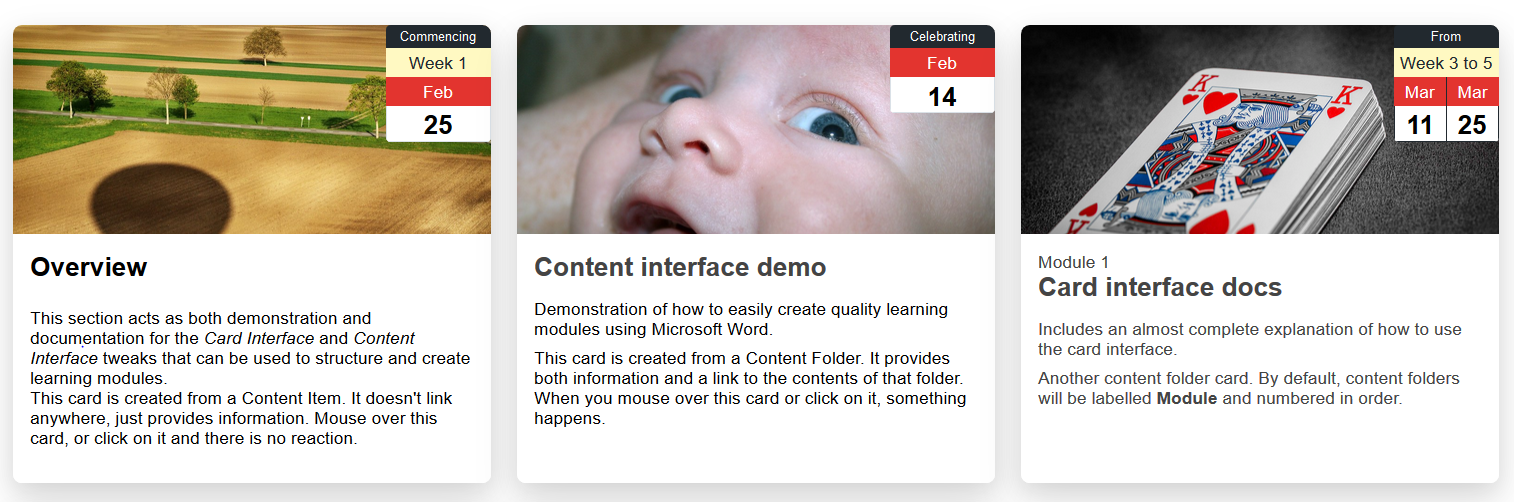 Commencing
Week 1
Feb
25
Overview
This section acts as both demonstration and
documentation for the Card Interface and Content
Interface tweaks that can be used to structure and create
learning modules.
This card is created from a Content Item. It doesn't link
anywhere, just provides information. Mouse over this
card, or click on it and there is no reaction.
Celebrating
Feb
14
Content interface demo
Demonstration of how to easily create quality learning
modules using Microsoft Word.
This card is created from a Content Folder. It provides
both information and a link to the contents of that folder.
When you mouse over this card or click on it, something
happens.
From
Week 3 to 5
Mar Mar
11 25
K K
K
Module 1
Card interface docs
Includes an almost complete explanation of how to use
the card interface.
Another content folder card. By default, content folders
will be labelled Module and numbered in order.